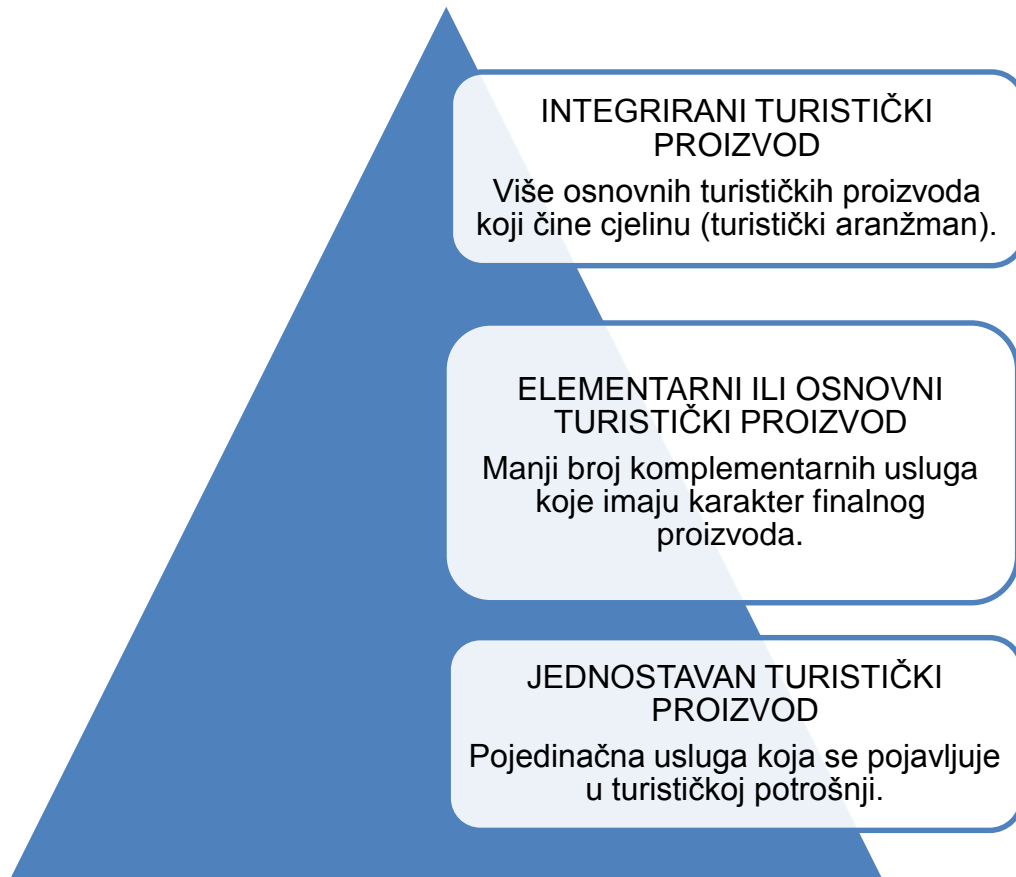 INTEGRIRANI TURISTIČKI
PROIZVOD
Više osnovnih turističkih proizvoda
koji čine cjelinu (turistički aranžman).
ELEMENTARNI ILI OSNOVNI
TURISTIČKI PROIZVOD
Manji broj komplementarnih usluga
koje imaju karakter finalnog
proizvoda.
JEDNOSTAVAN TURISTIČKI
PROIZVOD
Pojedinačna usluga koja se pojavljuje
u turističkoj potrošnji.